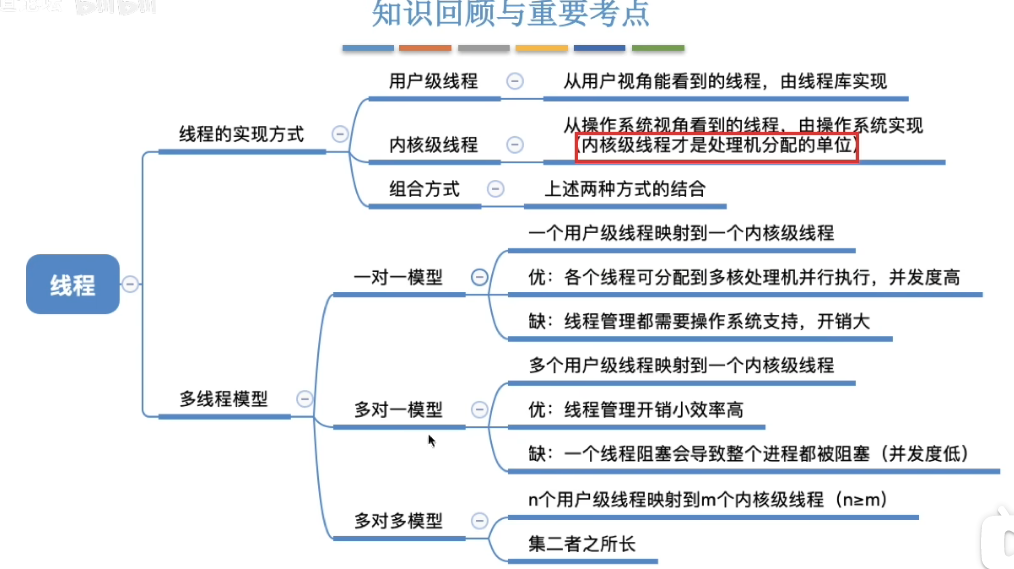 知识回顾与重要考点
用户级线程
从用户视角能看到的线程，由线程库实现
线程的实现方式
内核级线程
从操作系统视角看到的线程，由操作系统实现
（内核级线程才是处理机分配的单位）
组合方式
上述两种方式的结合
线程
一对一模型
一个用户级线程映射到一个内核级线程
优：各个线程可分配到多核处理机并行执行，并发度高
缺：线程管理都需要操作系统支持，开销大
多线程模型
多对一模型
多个用户级线程映射到一个内核级线程
优：线程管理开销小效率高
缺：一个线程阻塞会导致整个进程都被阻塞（并发度低）
多对多模型
n个用户级线程映射到m个内核级线程（n≥m）
集二者之所长